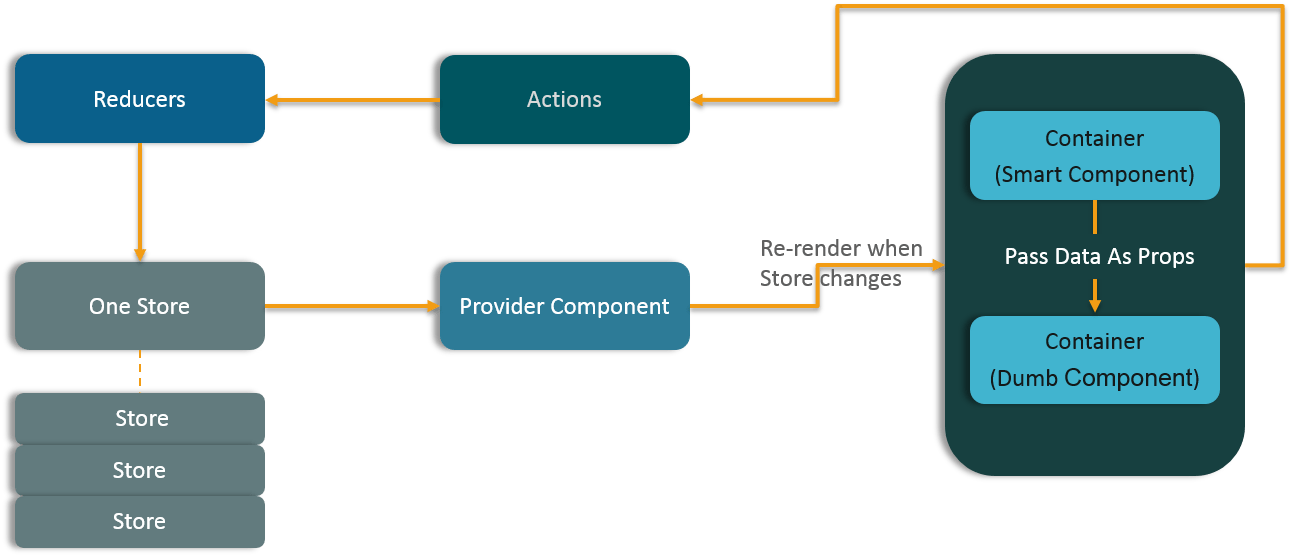 Reducers
Actions
Container
(Smart Component)
Pass Data As Props
Container
(Dumb Component)
One Store
Provider Component
Re-render when
Store changes
Store
Store
Store